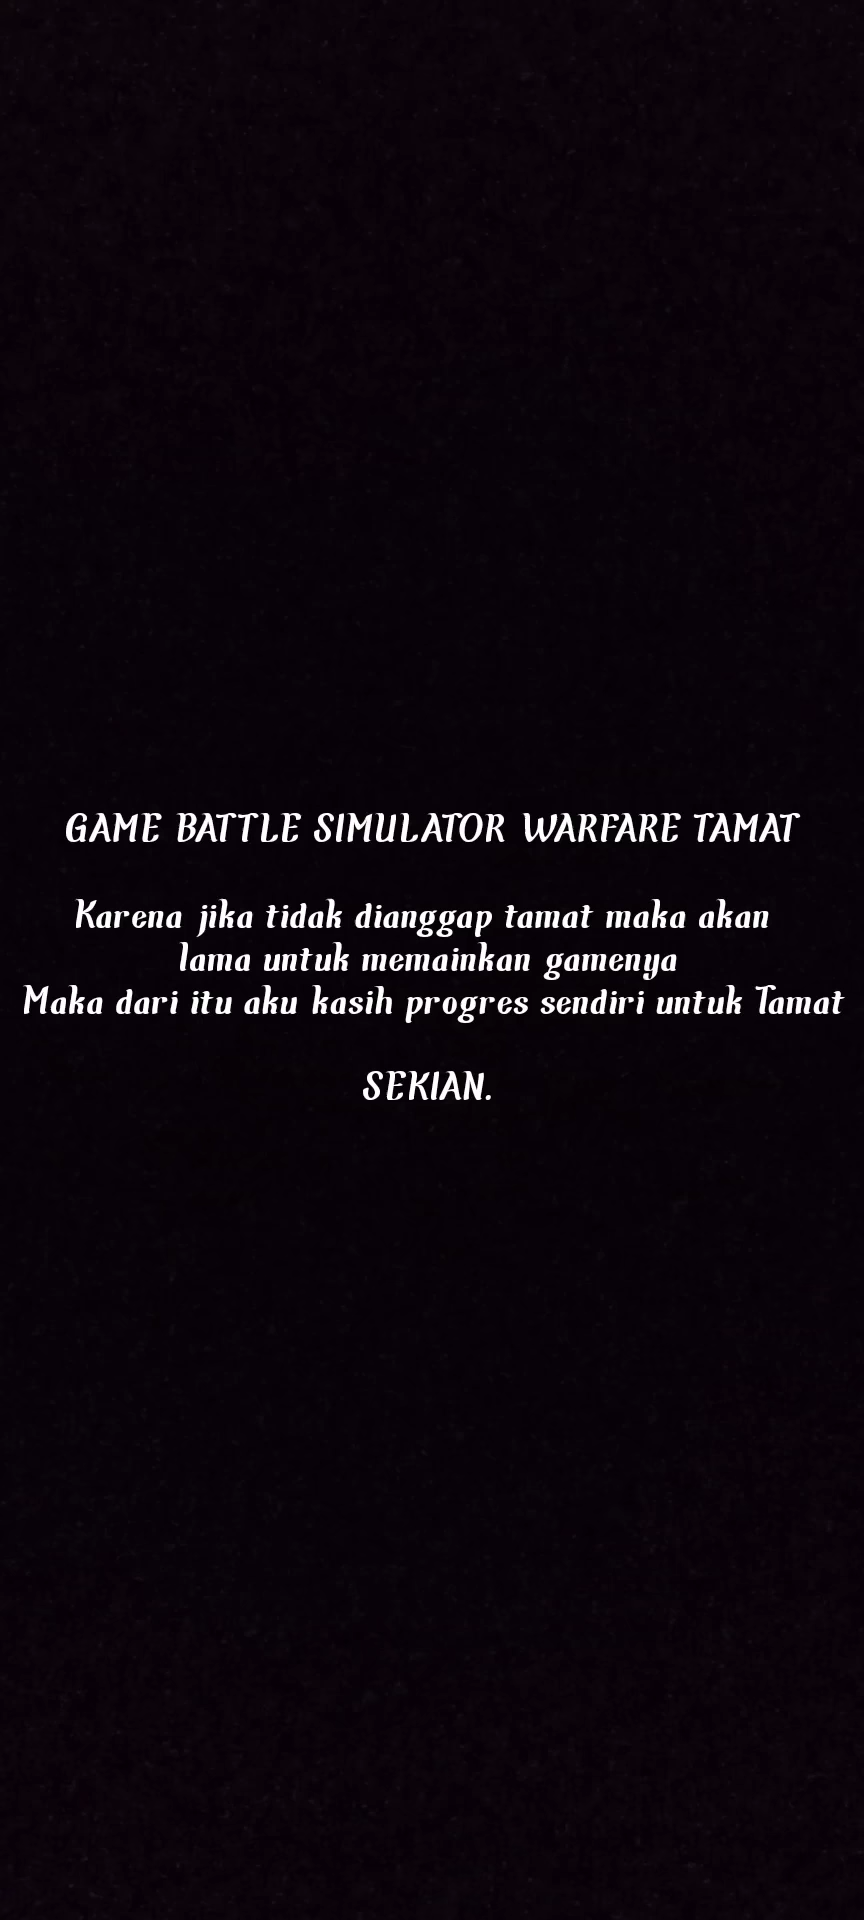 GAME BATTLE SIMULATOR WARFARE TAMAT
Karena jika tidak dianggap tamat maka akan
lama untuk memainkan gamenya
Maka dari itu aku kasih progres sendiri untuk Tamat
SEKIAN.